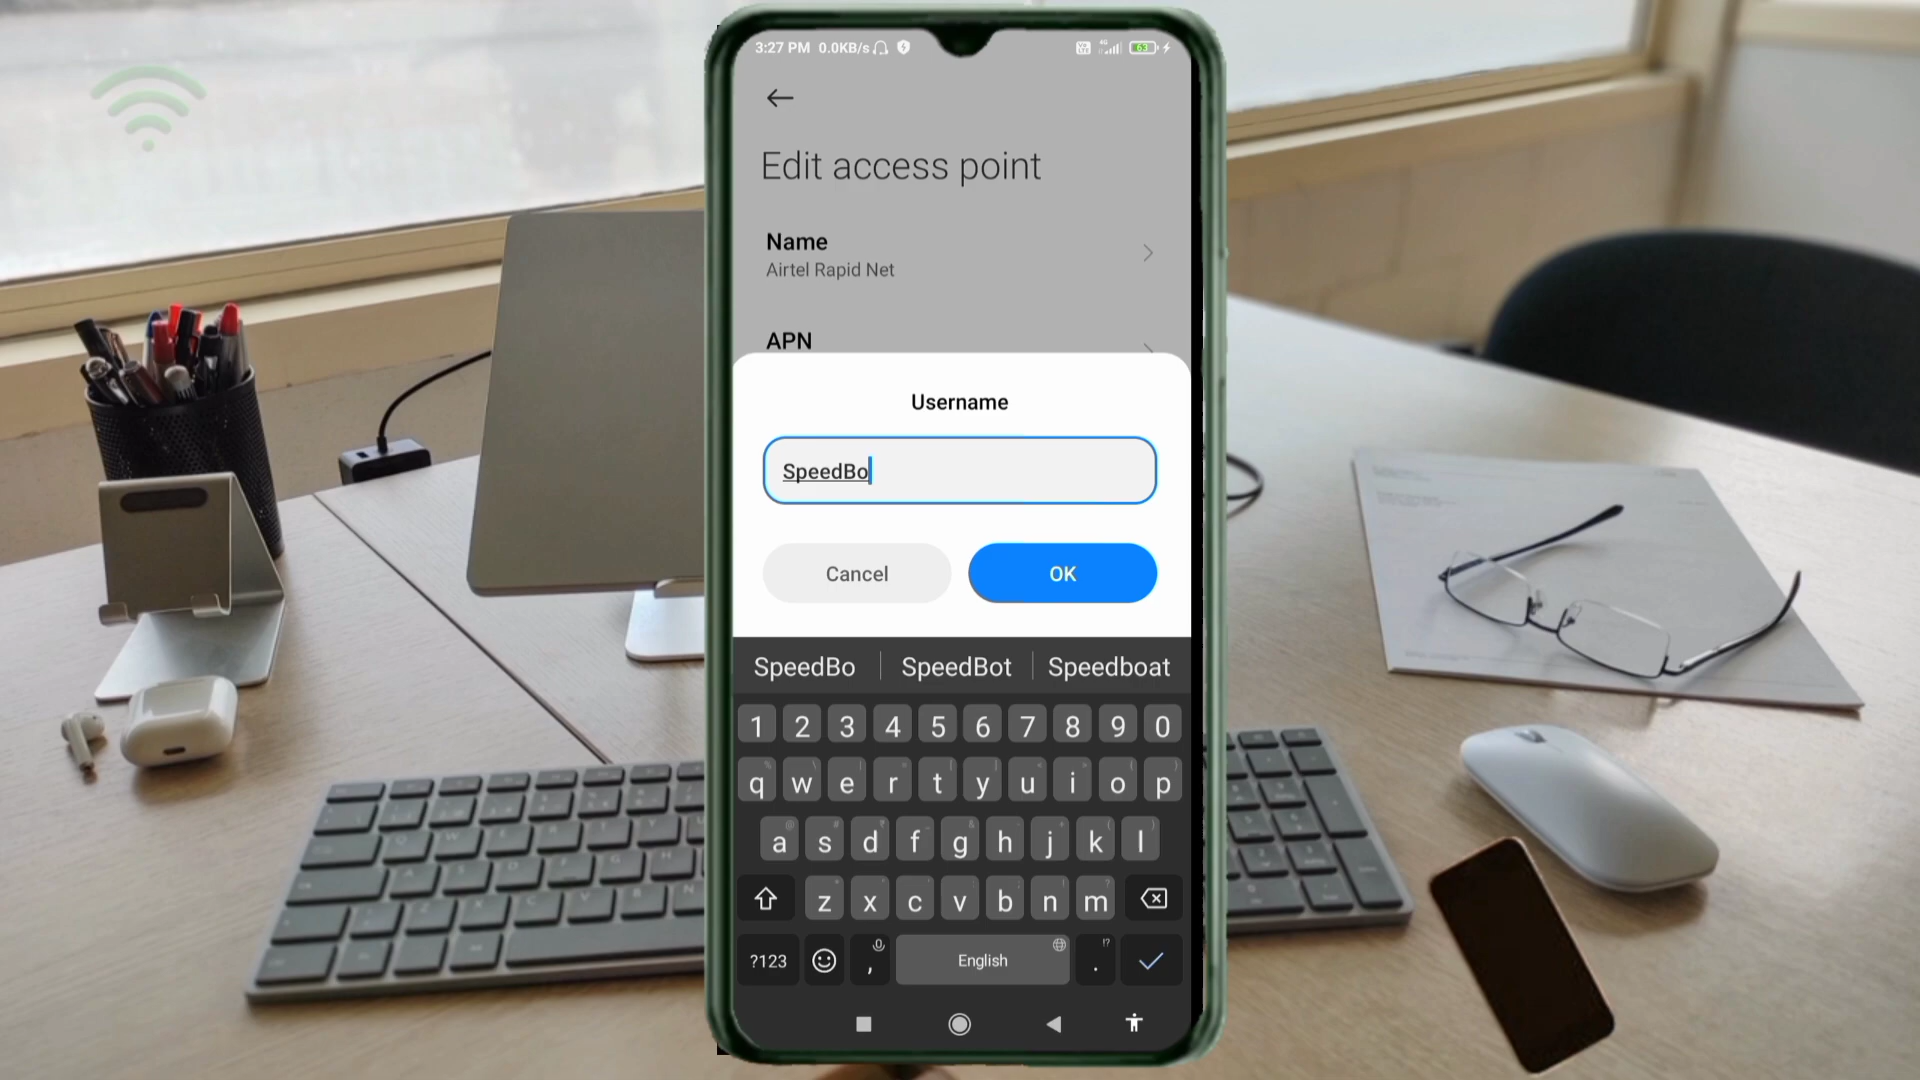 3:27 PM 0.0KB/s 63
Edit access point
Name
Airtel Rapid Net
APN
Username
SpeedBo
Cancel OK
SpeedBo SpeedBot Speedboat
1 2 3 4 5 6 7 8 9 0
q w e r t y u i o p
a s d f g h j k l
z x c v b n m
?123 , English .